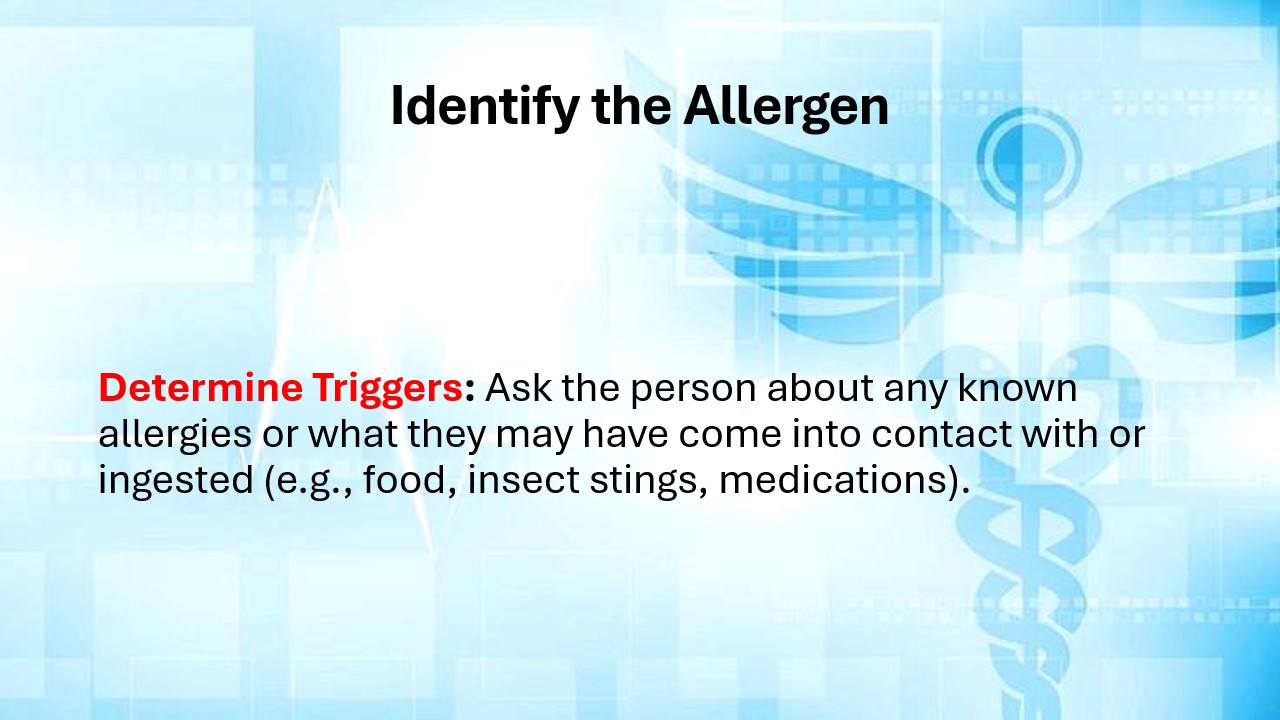 Identify the Allergen
Determine Triggers: Ask the person about any known
allergies or what they may have come into contact with or
ingested (e.g., food, insect stings, medications).